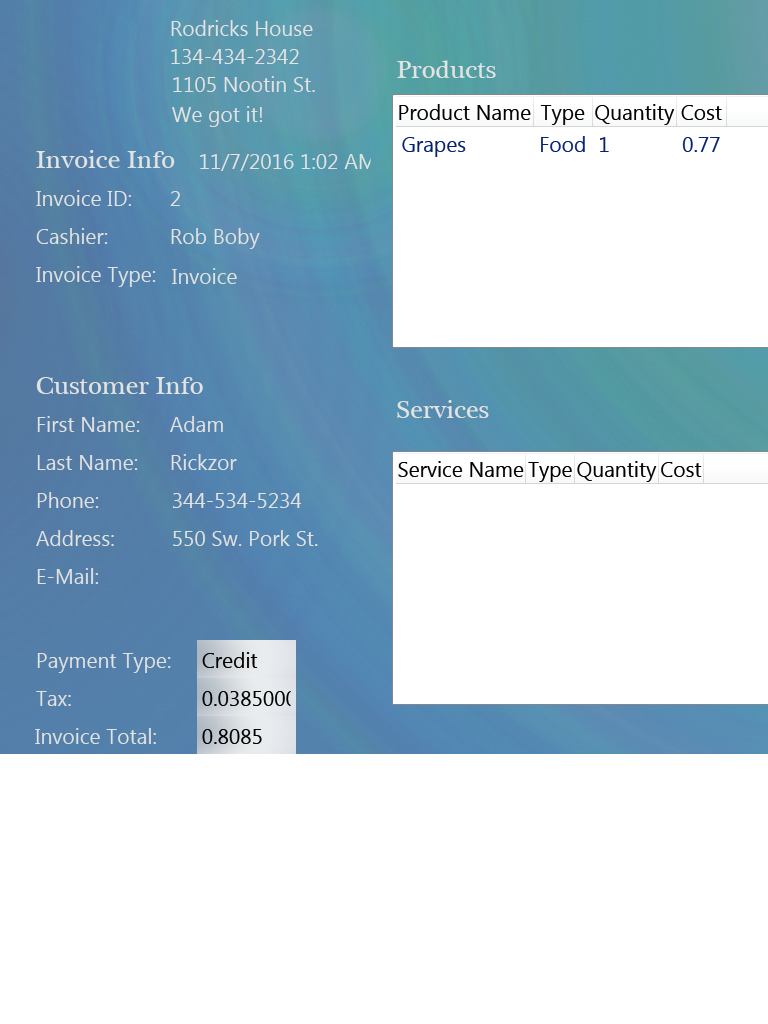 Rodricks House
134-434-2342
1105 Nootin St.
We got it!
Invoice Info 11/7/2016 1:02 AM
Invoice ID: 2
Cashier: Rob Boby
Invoice Type: Invoice
Customer Info
First Name: Adam
Last Name: Rickzor
Phone: 344-534-5234
Address: 550 Sw. Pork St.
E-Mail:
Payment Type: Credit
Tax: 0.038500(
Invoice Total: 0.8085
Products
Product Name Type Quantity Cost
Grapes Food 1 0.77
Services
Service Name Type Quantity Cost